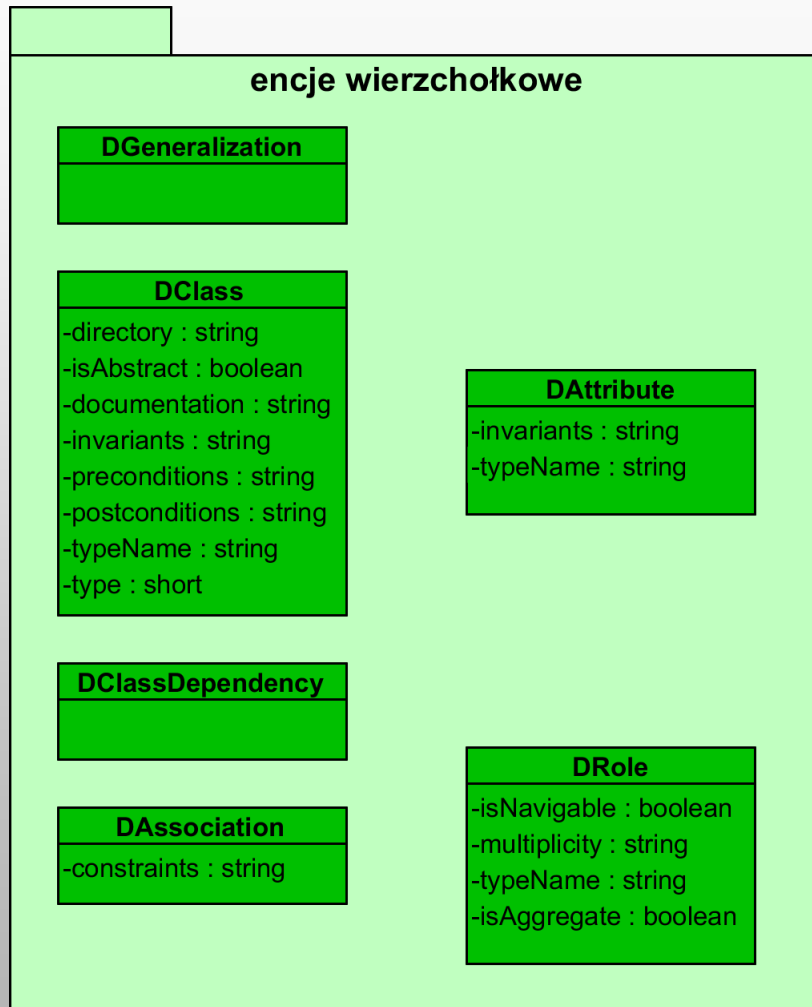 encje wierzchołkowe
DGeneralization
DClass
-directory : string
-isAbstract : boolean
-documentation : string
-invariants : string
-preconditions : string
-postconditions : string
-typeName : string
-type : short
DAttribute
-invariants : string
-typeName : string
DClassDependency
DAssociation
-constraints : string
DRole
-isNavigable : boolean
-multiplicity : string
-typeName : string
-isAggregate : boolean